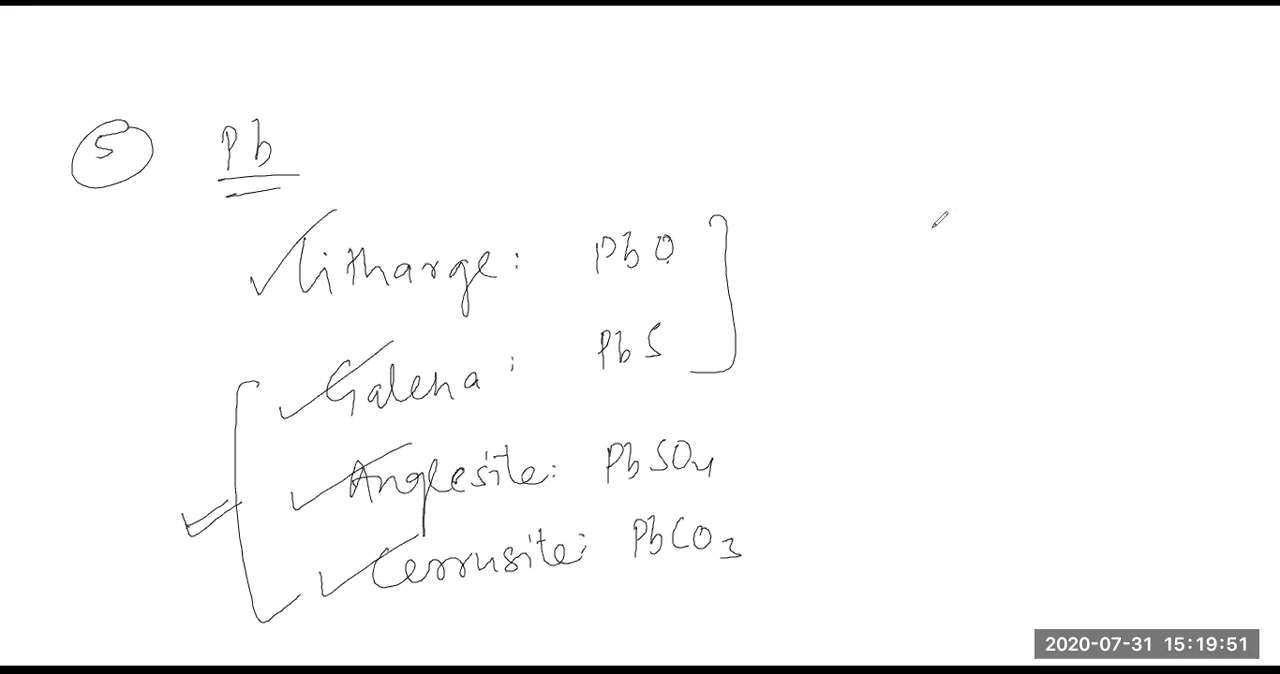 5 Pb
Litharge: PbO
Galena: PbS
Anglesite: PbSO4
Cerrusite: PbCO3
2020-07-31 15:19:51